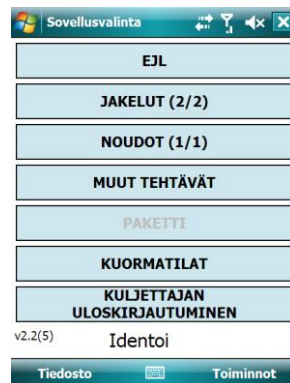 Sovellusvalinta
EJL
JAKELUT (2/2)
NOUDOT (1/1)
MUUT TEHTÄVÄT
PAKETTI
KUORMATILAT
KULJETTAJAN
ULOSKIRJAUTUMINEN
v2.2(5) Identoi
Tiedosto Toiminnot